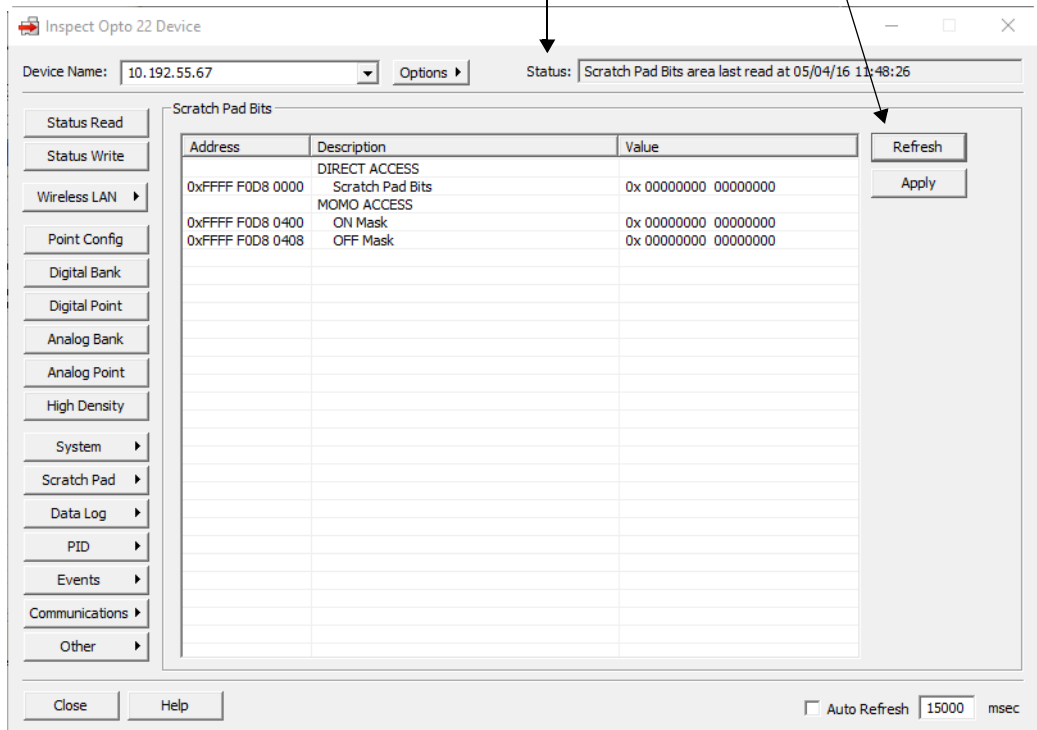 Inspect Opto 22 Device
Device Name: 10.192.55.67 Options Status: Scratch Pad Bits area last read at 05/04/16 11:48:26
Status Read
Status Write
Wireless LAN
Point Config
Digital Bank
Digital Point
Analog Bank
Analog Point
High Density
System
Scratch Pad
Data Log
PID
Events
Communications
Other
Scratch Pad Bits
Address Description Value
DIRECT ACCESS
0xFFFF F0D8 0000 Scratch Pad Bits 0x 00000000 00000000
MOMO ACCESS
0xFFFF F0D8 0400 ON Mask 0x 00000000 00000000
0xFFFF F0D8 0408 OFF Mask 0x 00000000 00000000
Refresh
Apply
Close Help Auto Refresh 15000 msec